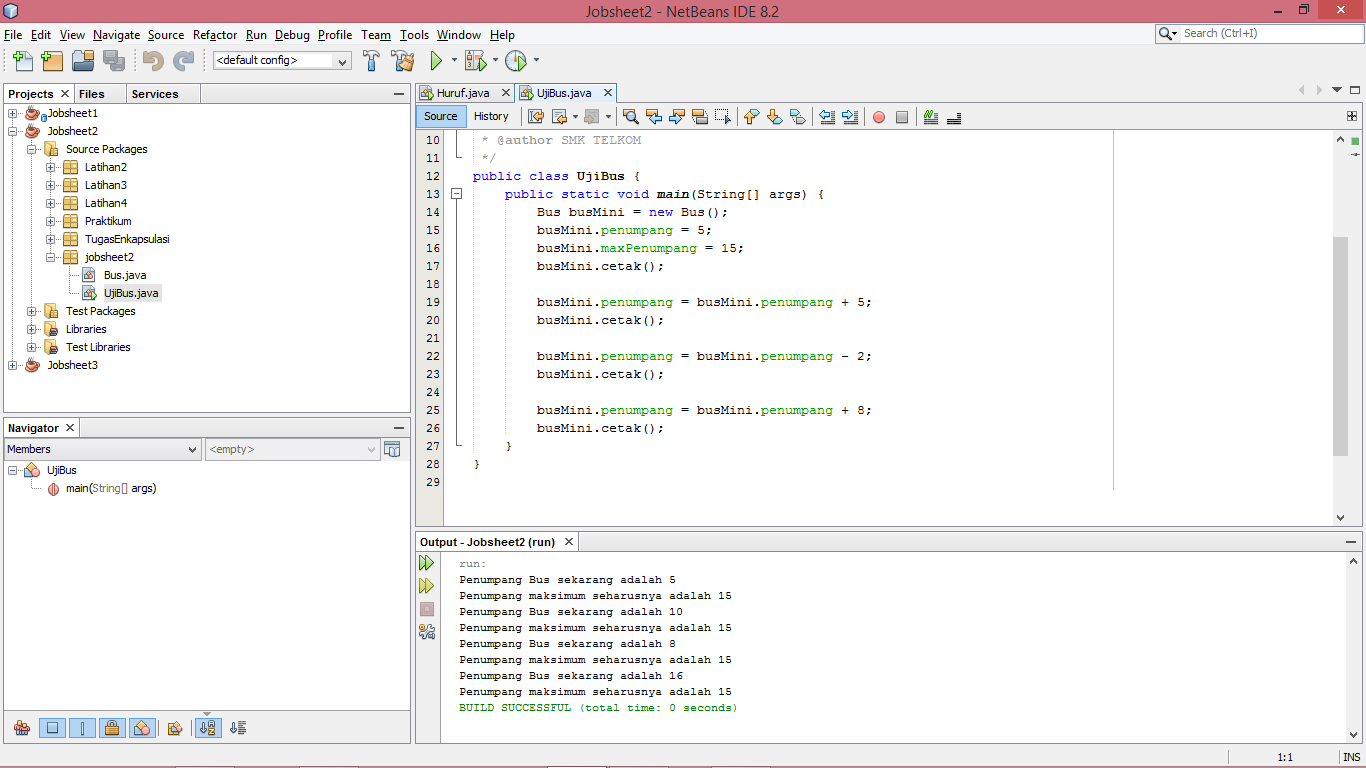 Jobsheet2 - NetBeans IDE 8.2
File Edit View Navigate Source Refactor Run Debug Profile Team Tools Window Help
Search (Ctrl+I)
<default config>
Projects Files Services
Jobsheet1
Jobsheet2
Source Packages
Latihan2
Latihan3
Latihan4
Praktikum
TugasEnkapsulasi
jobsheet2
Bus.java
UjiBus.java
Test Packages
Libraries
Test Libraries
Jobsheet3
Navigator
Members <empty>
UjiBus
main(String[] args)
Huruf.java UjiBus.java
Source History
10 * @author SMK TELKOM
11 */
12 public class UjiBus {
13 public static void main(String[] args) {
14 Bus busMini = new Bus();
15 busMini.penumpang = 5;
16 busMini.maxPenumpang = 15;
17 busMini.cetak();
18
19 busMini.penumpang = busMini.penumpang + 5;
20 busMini.cetak();
21
22 busMini.penumpang = busMini.penumpang - 2;
23 busMini.cetak();
24
25 busMini.penumpang = busMini.penumpang + 8;
26 busMini.cetak();
27 }
28 }
29
Output - Jobsheet2 (run)
run:
Penumpang Bus sekarang adalah 5
Penumpang maksimum seharusnya adalah 15
Penumpang Bus sekarang adalah 10
Penumpang maksimum seharusnya adalah 15
Penumpang Bus sekarang adalah 8
Penumpang maksimum seharusnya adalah 15
Penumpang Bus sekarang adalah 16
Penumpang maksimum seharusnya adalah 15
BUILD SUCCESSFUL (total time: 0 seconds)
1:1 INS